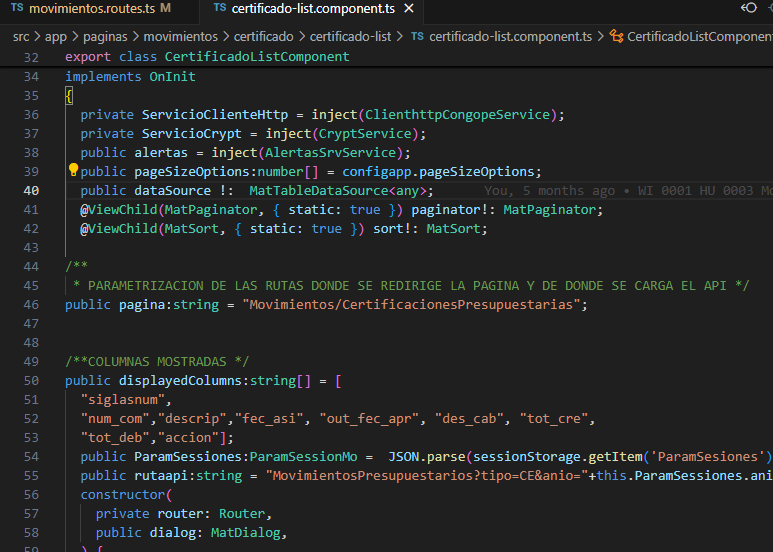 TS movimientos.routes.ts M TS certificado-list.component.ts
src > app > paginas > movimientos > certificado > certificado-list > TS certificado-list.component.ts > CertificadoListComponent
32 export class CertificadoListComponent
34 implements OnInit
35 {
36 private ServicioClienteHttp = inject(ClienthttpCongopeService);
37 private ServicioCrypt = inject(CryptService);
38 public alertas = inject(AlertasSrvService);
39 public pageSizeOptions:number[] = configapp.pageSizeOptions;
40 public dataSource !: MatTableDataSource<any>; You, 5 months ago • WI 0001 HU 0003 Mo
41 @ViewChild(MatPaginator, { static: true }) paginator!: MatPaginator;
42 @ViewChild(MatSort, { static: true }) sort!: MatSort;
43
44 /**
45 * PARAMETRIZACION DE LAS RUTAS DONDE SE REDIRIGE LA PAGINA Y DE DONDE SE CARGA EL API */
46 public pagina:string = "Movimientos/CertificacionesPresupuestarias";
47
48
49 /**COLUMNAS MOSTRADAS */
50 public displayedColumns:string[] = [
51 "siglasnum",
52 "num_com","descrip","fec_asi", "out_fec_apr", "des_cab", "tot_cre",
53 "tot_deb","accion"];
54 public ParamSessiones:ParamSessionMo = JSON.parse(sessionStorage.getItem('ParamSesiones')
55 public rutaapi:string = "MovimientosPresupuestarios?tipo=CE&anio="+this.ParamSessiones.ani
56 constructor(
57 private router: Router,
58 public dialog: MatDialog,
59 ) {